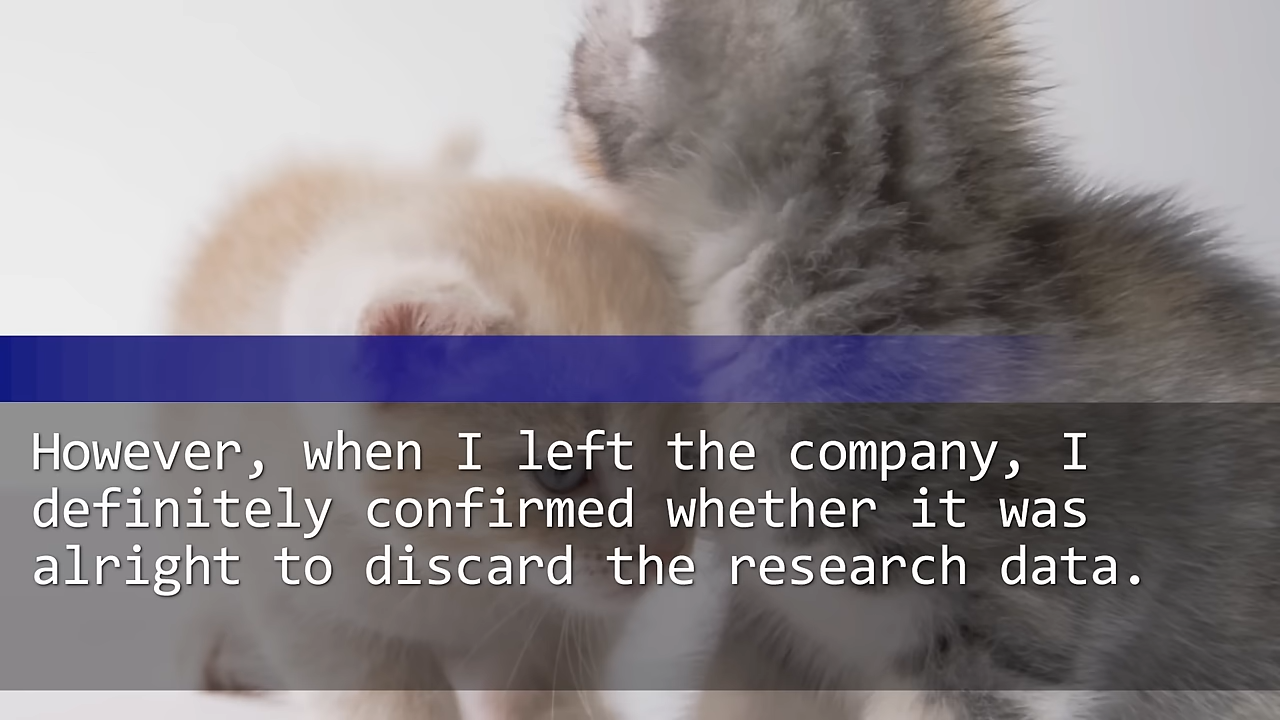 However, when I left the company, I
definitely confirmed whether it was
alright to discard the research data.